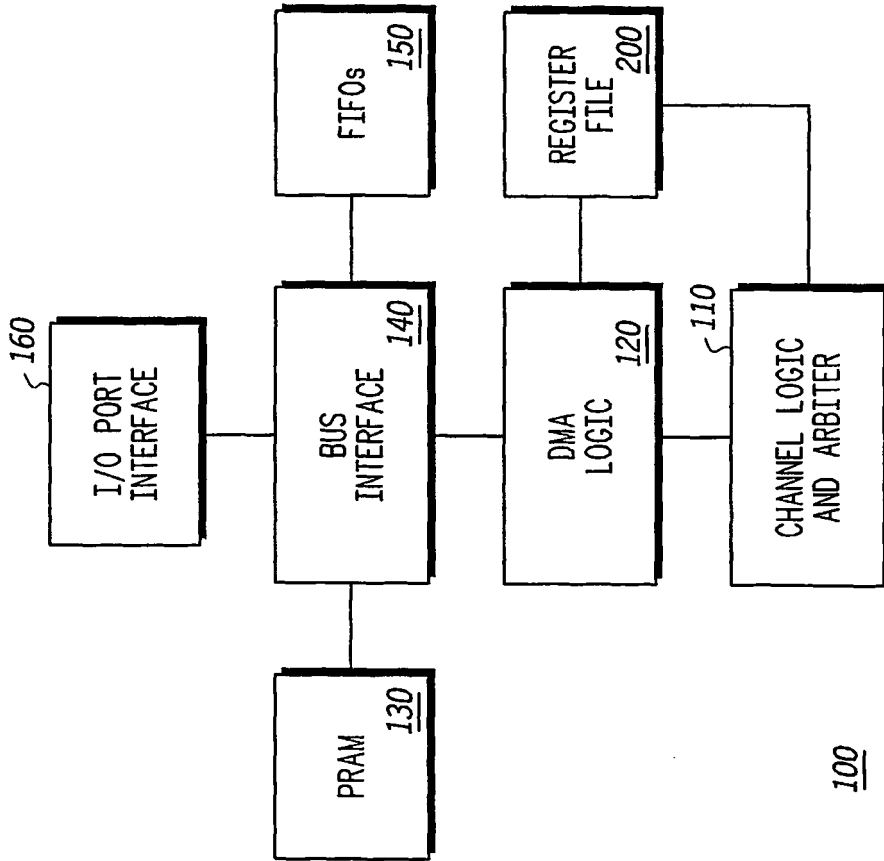 160
I/O PORT
INTERFACE
PRAM
130
BUS
INTERFACE
140
FIFOs
150
DMA
LOGIC
120
REGISTER
FILE
200
110
CHANNEL LOGIC
AND ARBITER
100